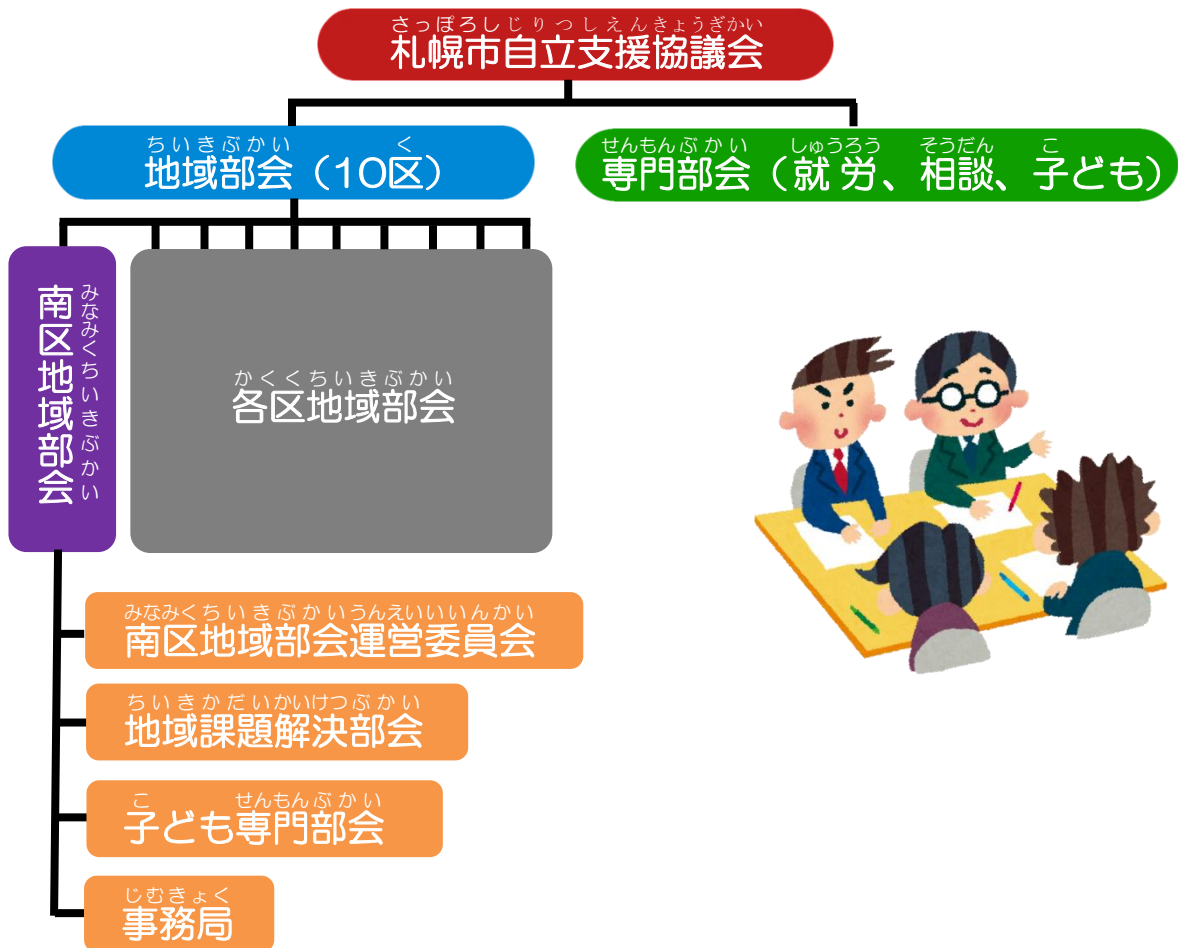 さっぽろしじりつしえんきょうぎかい
札幌市自立支援協議会
ちいきぶかい く
地域部会（10区）
せんもんぶかい しゅうろう そうだん こ
専門部会（就労、相談、子ども）
みなみくちいきぶかい
南区地域部会
かくくちいきぶかい
各区地域部会
みなみくちいきぶかいうんえいいいんかい
南区地域部会運営委員会
ちいきかだいかいけつぶかい
地域課題解決部会
こ せんもんぶかい
子ども専門部会
じむきょく
事務局